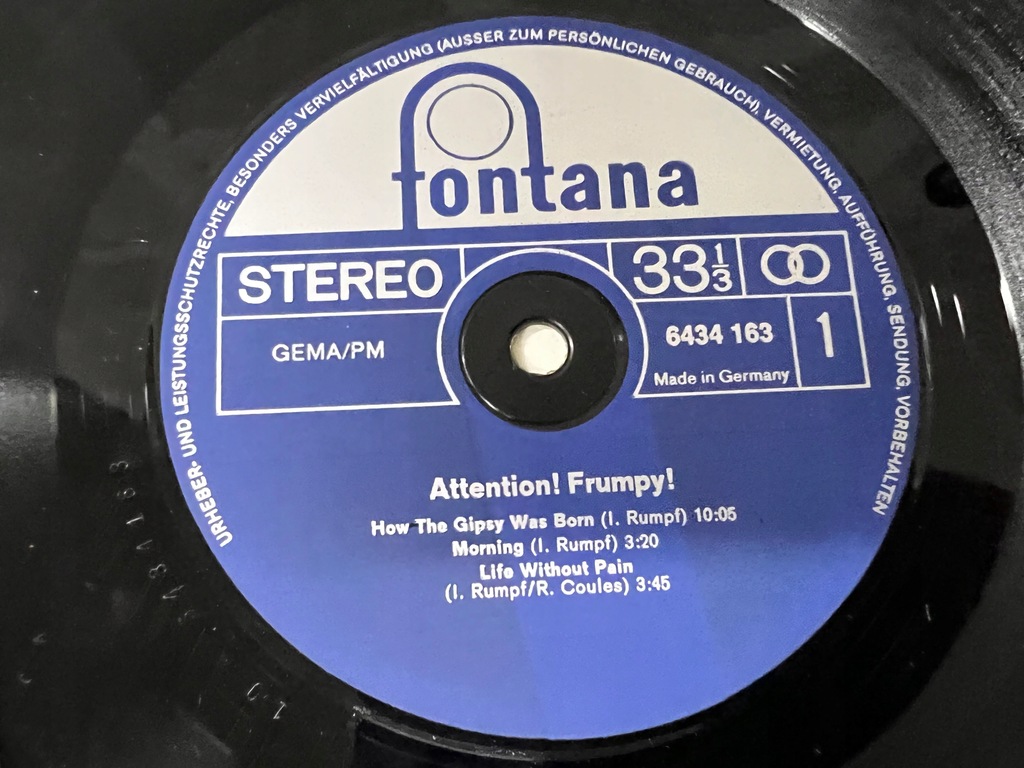 URHEBER- UND LEISTUNGSSCHUTZRECHTE, BESONDERS VERVIELFÄLTIGUNG (AUSSER ZUM PERSÖNLICHEN GEBRAUCH), VERMIETUNG, AUFFÜHRUNG, SENDUNG, VORBEHALTEN
fontana
STEREO
33⅓
GEMA/PM
6434 163
1
Made in Germany
Attention! Frumpy!
How The Gipsy Was Born (I. Rumpf) 10:05
Morning (I. Rumpf) 3:20
Life Without Pain
(I. Rumpf/R. Coules) 3:45